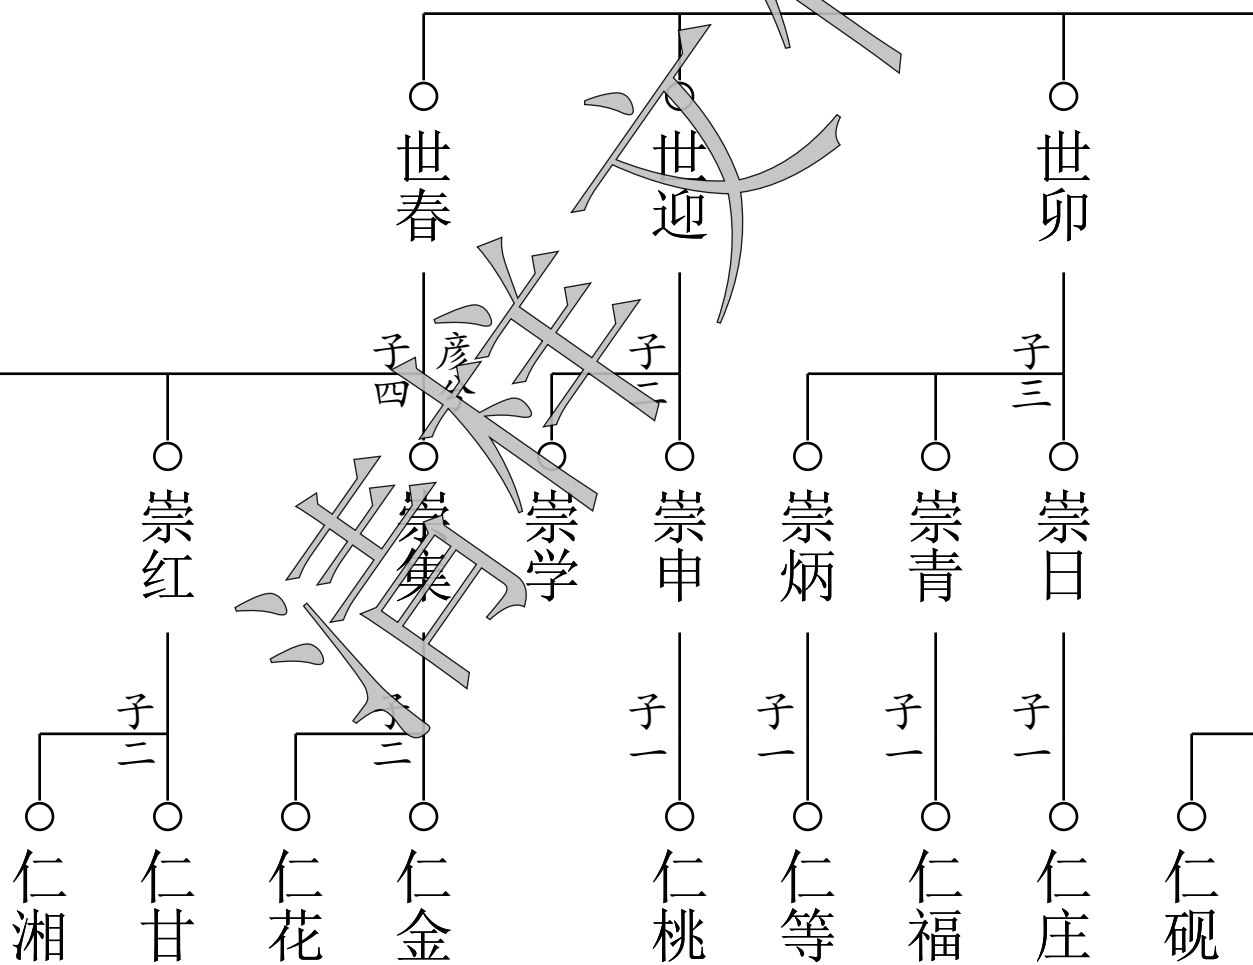 世春
世迎
世卯
子四
彦
子二
子三
崇红
崇集
崇学
崇申
崇炳
崇青
崇日
子二
子二
子一
子一
子一
子一
仁湘
仁甘
仁花
仁金
仁桃
仁等
仁福
仁庄
仁砚